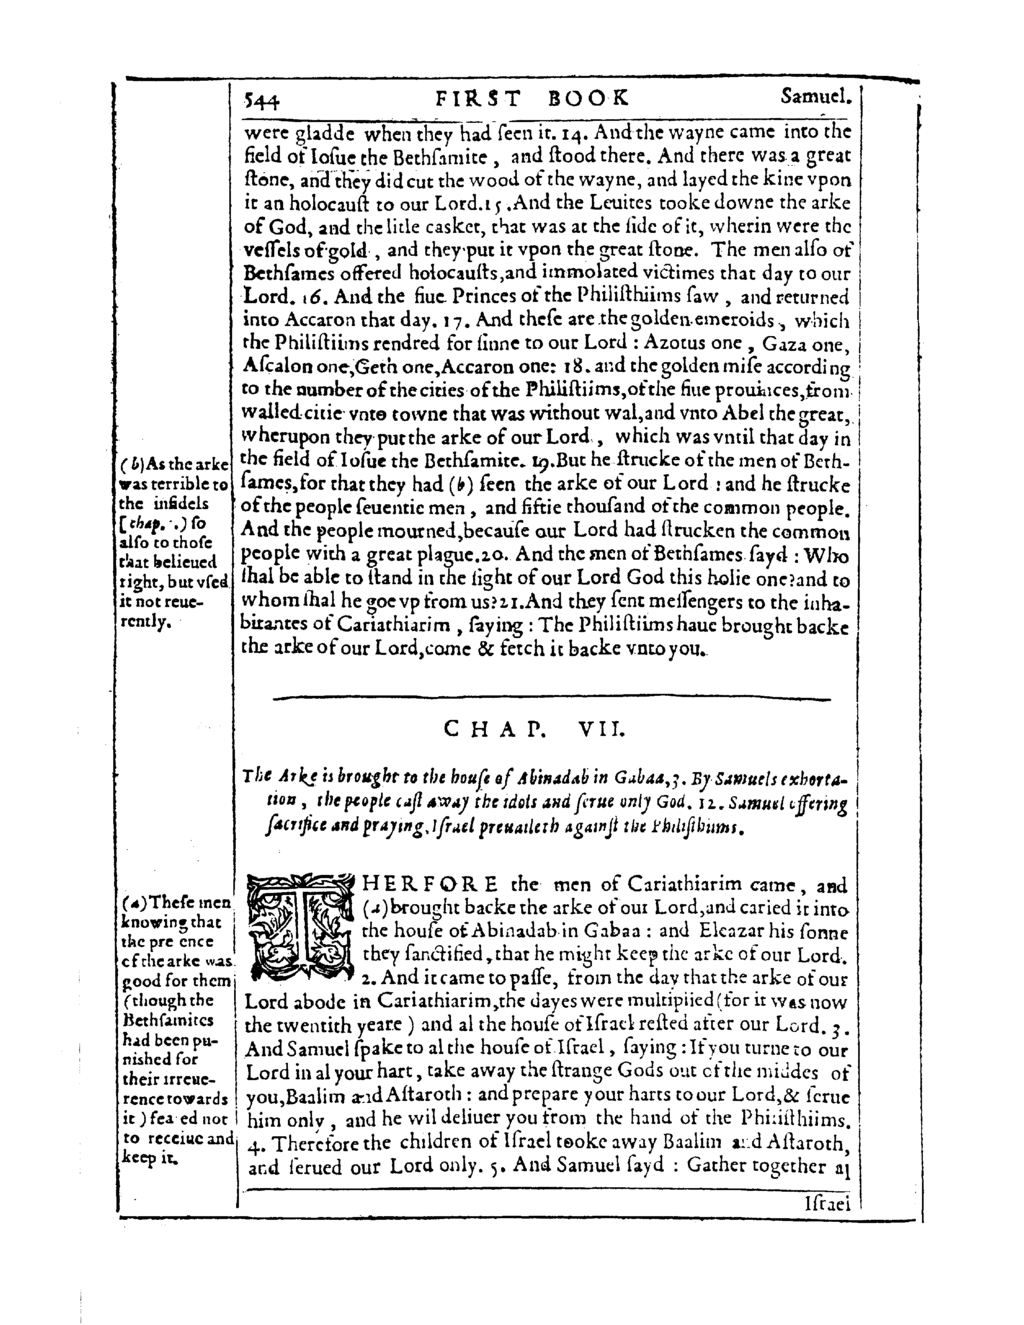 544 FIRST BOOK Samuel.
were gladde when they had ſeen it. 14. And the wayne came into the
field of Ioſue the Bethſamite, and ſtood there. And there was a great
ſtone, and they did cut the wood of the wayne, and layed the kine vpon
it an holocauſt to our Lord. 15. And the Leuites tooke downe the arke
of God, and the litle casket, that was at the ſide of it, wherin were the
veſſels of gold, and they put it vpon the great ſtone. The men alſo of
Bethſames offered holocauſts, and immolated victimes that day to our
Lord. 16. And the fiue Princes of the Philiſthiims ſaw, and returned
into Accaron that day. 17. And theſe are the golden emeroids, which
the Philiſtiims rendred for ſinne to our Lord : Azotus one, Gaza one,
Aſcalon one, Geth one, Accaron one: 18. and the golden miſe according
to the number of the cities of the Philiſtiims, of the fiue prouinces, from
walled citie vnto towne that was without wal, and vnto Abel the great,
wherupon they put the arke of our Lord, which was vntil that day in
the field of Ioſue the Bethſamite. 19. But he ſtrucke of the men of Beth-
ſames, for that they had (b) ſeen the arke of our Lord : and he ſtrucke
of the people ſeuentie men, and fiftie thouſand of the common people.
And the people mourned, becauſe our Lord had ſtrucken the common
people with a great plague. 20. And the men of Bethſames ſayd : Who
ſhal be able to ſtand in the ſight of our Lord God this holie one? and to
whom ſhal he goe vp from us? 21. And they ſent meſſengers to the inha-
bitantes of Cariathiarim, ſaying : The Philiſtiims haue brought backe
the arke of our Lord, come & fetch it backe vnto you.
(b) As the arke
was terrible to
the infidels
[chap. .) ſo
alſo to thoſe
that belieued
right, but vſed
it not reue-
rently.
CHAP. VII.
The Arke is brought to the houſe of Abinadab in Gabaa, 3. By Samuels exhorta-
tion, the people caſt away the idols and ſerue only God. 12. Samuel offering
ſacrifice and praying, Iſrael preuaileth againſt the Philiſthiims.
THERFORE the men of Cariathiarim came, and
(a) brought backe the arke of our Lord, and caried it into
the houſe of Abinadab in Gabaa : and Eleazar his ſonne
they ſanctified, that he might keep the arke of our Lord.
2. And it came to paſſe, from the day that the arke of our
Lord abode in Cariathiarim, the dayes were multiplied (for it was now
the twentith yeare) and al the houſe of Iſrael reſted after our Lord. 3.
And Samuel ſpake to al the houſe of Iſrael, ſaying : If you turne to our
Lord in al your hart, take away the ſtrange Gods out of the middes of
you, Baalim and Aſtaroth : and prepare your harts to our Lord, & ſerue
him only, and he wil deliuer you from the hand of the Philiſthiims.
4. Therefore the children of Iſrael tooke away Baalim and Aſtaroth,
and ſerued our Lord only. 5. And Samuel ſayd : Gather together al
(a) Theſe men
knowing that
the pre ence
of the arke was
good for them
(though the
Bethſamites
had been pu-
nished for
their irreue-
rence towards
it) fea ed not
to receiue and
keep it.
Iſrael